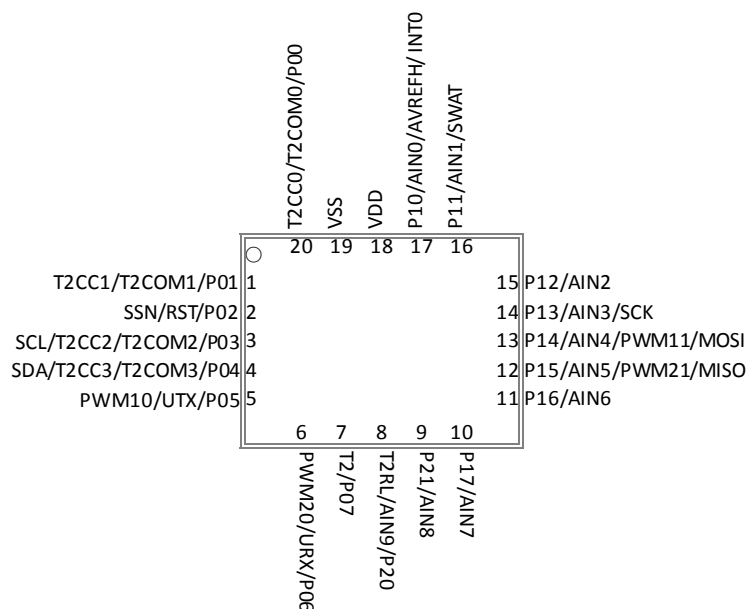 T2CC0/T2COM0/P00
VSS
VDD
P10/AIN0/AVREFH/ INT0
P11/AIN1/SWAT
20 19 18 17 16
T2CC1/T2COM1/P01 1
15 P12/AIN2
SSN/RST/P02 2
14 P13/AIN3/SCK
SCL/T2CC2/T2COM2/P03 3
13 P14/AIN4/PWM11/MOSI
SDA/T2CC3/T2COM3/P04 4
12 P15/AIN5/PWM21/MISO
PWM10/UTX/P05 5
11 P16/AIN6
6 7 8 9 10
PWM20/URX/P06
T2/P07
T2RL/AIN9/P20
P21/AIN8
P17/AIN7